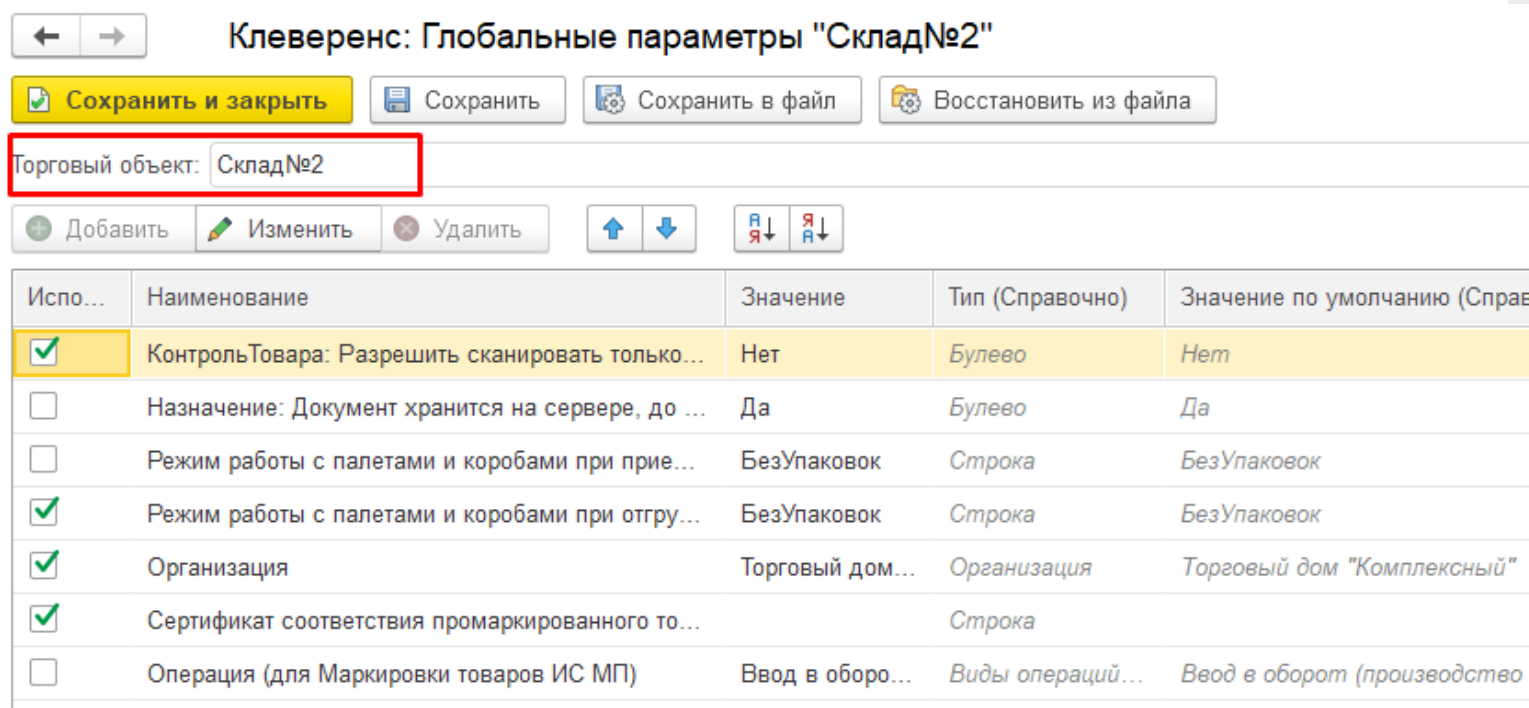 Клеверенс: Глобальные параметры "Склад№2"
Сохранить и закрыть Сохранить Сохранить в файл Восстановить из файла
Торговый объект: Склад№2
Добавить Изменить Удалить А Я Я А
Испо... Наименование Значение Тип (Справочно) Значение по умолчанию (Справ
КонтрольТовара: Разрешить сканировать только... Нет Булево Нет
Назначение: Документ хранится на сервере, до ... Да Булево Да
Режим работы с палетами и коробами при прие... БезУпаковок Строка БезУпаковок
Режим работы с палетами и коробами при отгру... БезУпаковок Строка БезУпаковок
Организация Торговый дом... Организация Торговый дом "Комплексный"
Сертификат соответствия промаркированного то... Строка
Операция (для Маркировки товаров ИС МП) Ввод в оборо... Виды операций... Ввод в оборот (производство